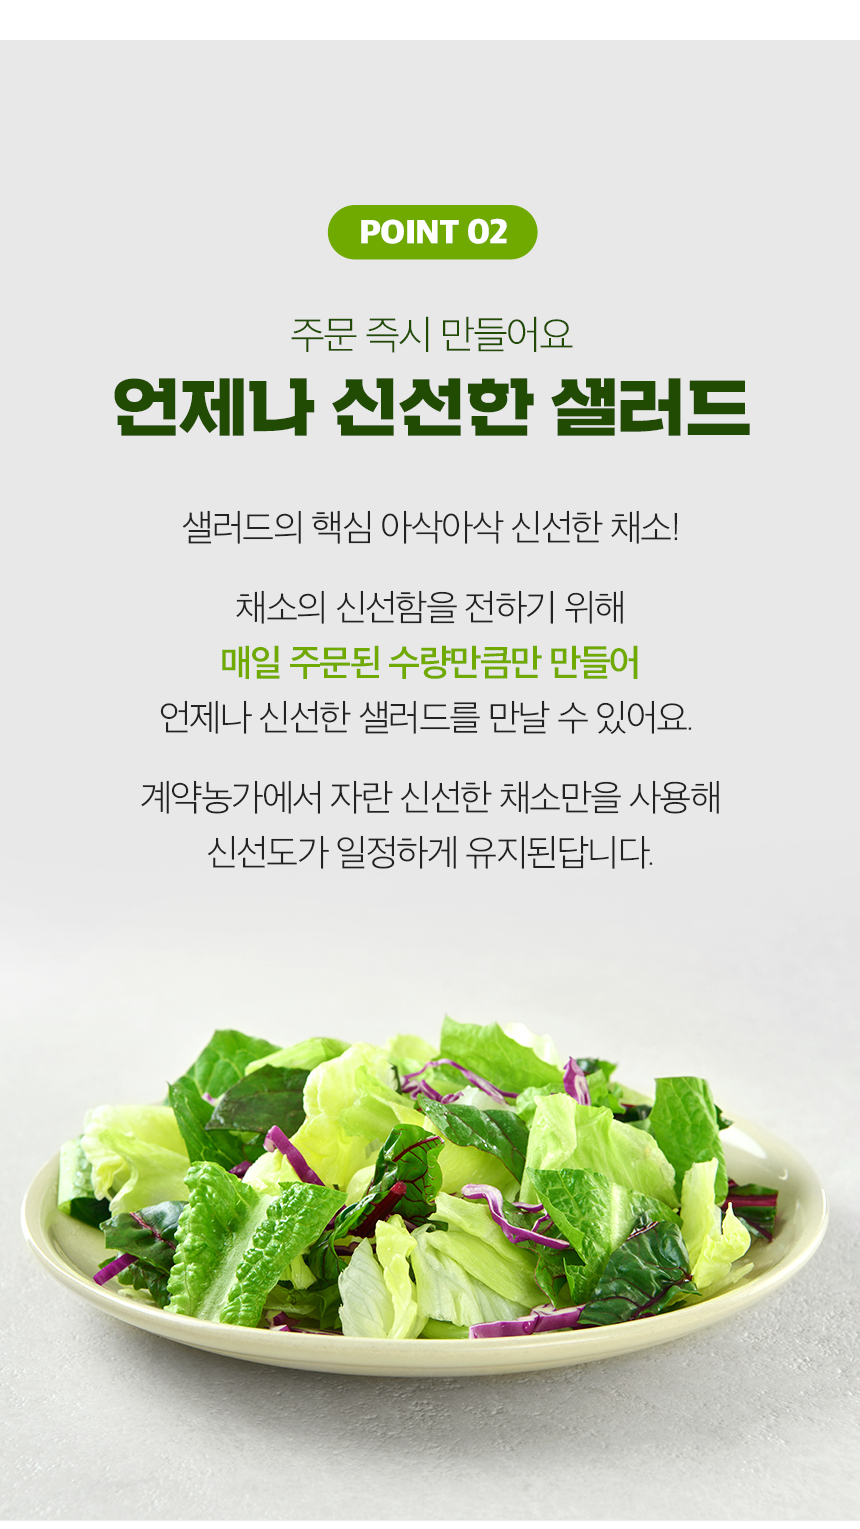 POINT 02
주문 즉시 만들어요
언제나 신선한 샐러드
샐러드의 핵심 아삭아삭 신선한 채소!
채소의 신선함을 전하기 위해
매일 주문된 수량만큼만 만들어
언제나 신선한 샐러드를 만날 수 있어요.
계약농가에서 자란 신선한 채소만을 사용해
신선도가 일정하게 유지된답니다.